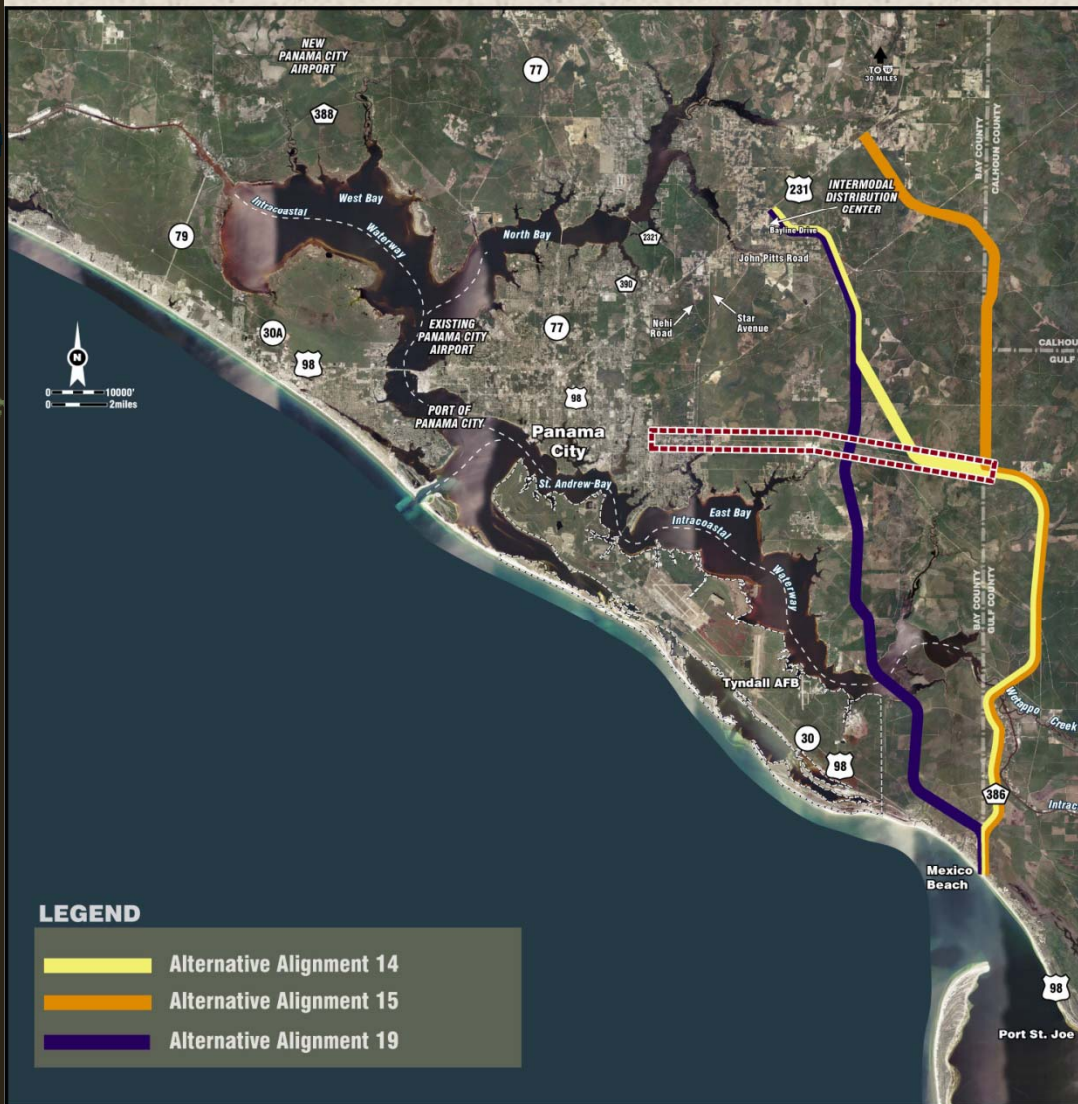 NEW
PANAMA CITY
AIRPORT
77
TO 10
30 MILES
388
BAY COUNTY
CALHOUN COUNTY
231
INTERMODAL
DISTRIBUTION
CENTER
West Bay
Intracoastal
Waterway
79
North Bay
2321
Bayline Drive
John Pitts Road
390
Nehi
Road
Star
Avenue
30A
98
EXISTING
PANAMA CITY
AIRPORT
77
CALHOU
GULF
N
0 10000'
0 2miles
98
PORT OF
PANAMA CITY
Panama
City
St. Andrew Bay
East Bay
Intracoastal
Waterway
BAY COUNTY
GULF COUNTY
Tyndall AFB
Wetappo
Creek
30
98
386
Intrac
Mexico
Beach
LEGEND
Alternative Alignment 14
Alternative Alignment 15
Alternative Alignment 19
98
Port St. Joe